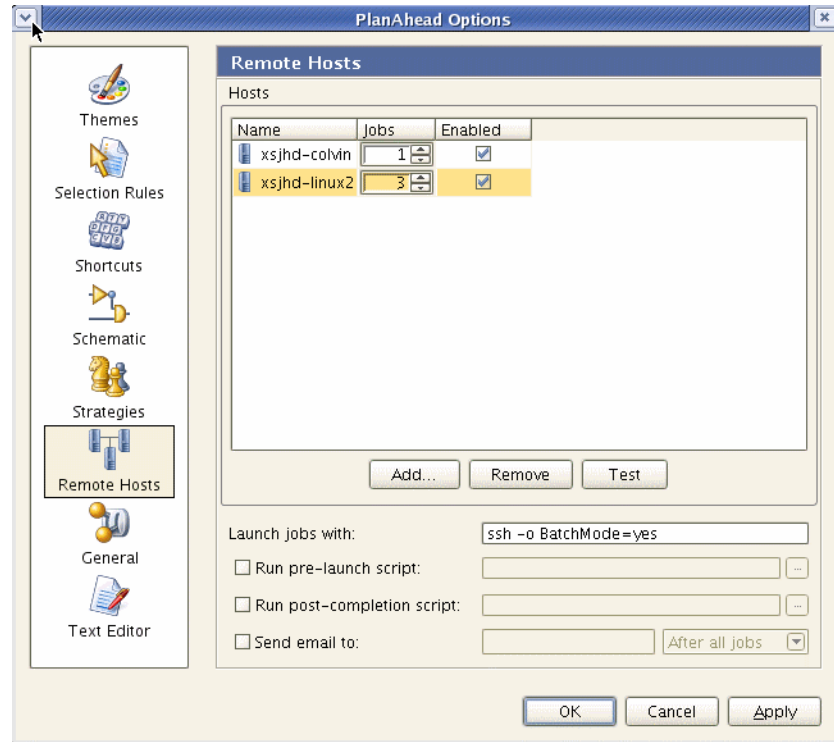 PlanAhead Options
Themes
Selection Rules
Shortcuts
Schematic
Strategies
Remote Hosts
General
Text Editor
Remote Hosts
Hosts
Name Jobs Enabled
xsjhd-colvin 1
xsjhd-linux2 3
Add... Remove Test
Launch jobs with: ssh -o BatchMode=yes
Run pre-launch script: ...
Run post-completion script: ...
Send email to: After all jobs
OK Cancel Apply